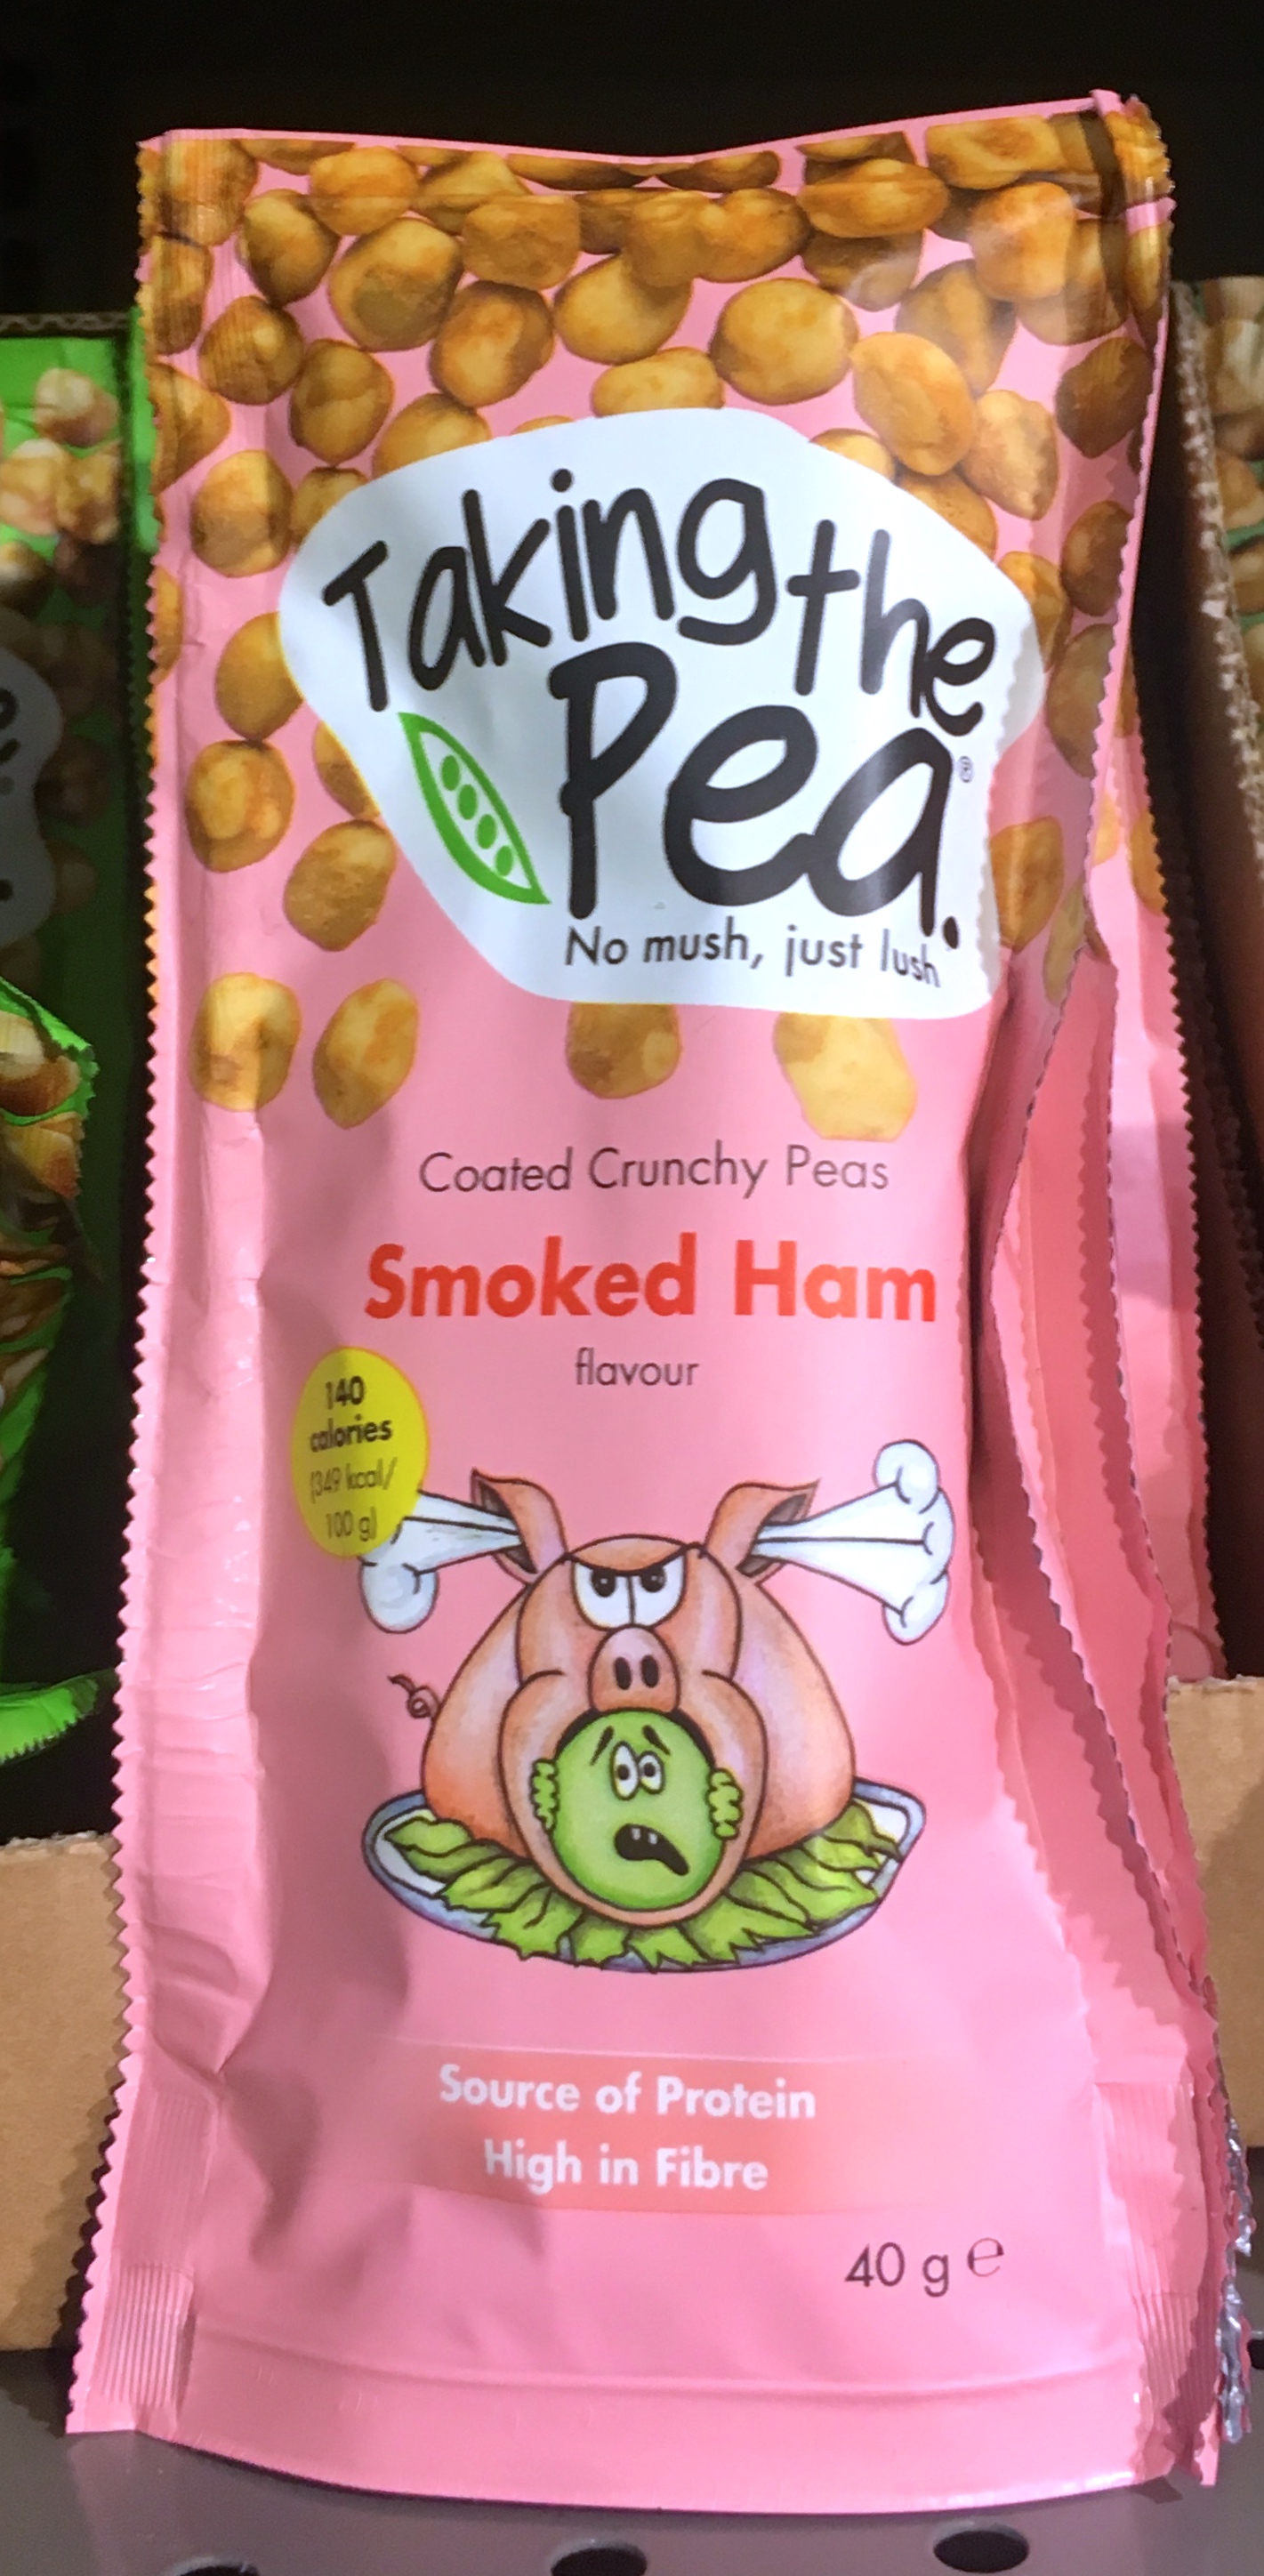 Taking the
Pea.®
No mush, just lush
Coated Crunchy Peas
Smoked Ham
flavour
140
calories
(349 kcal/
100 g)
Source of Protein
High in Fibre
40 g e